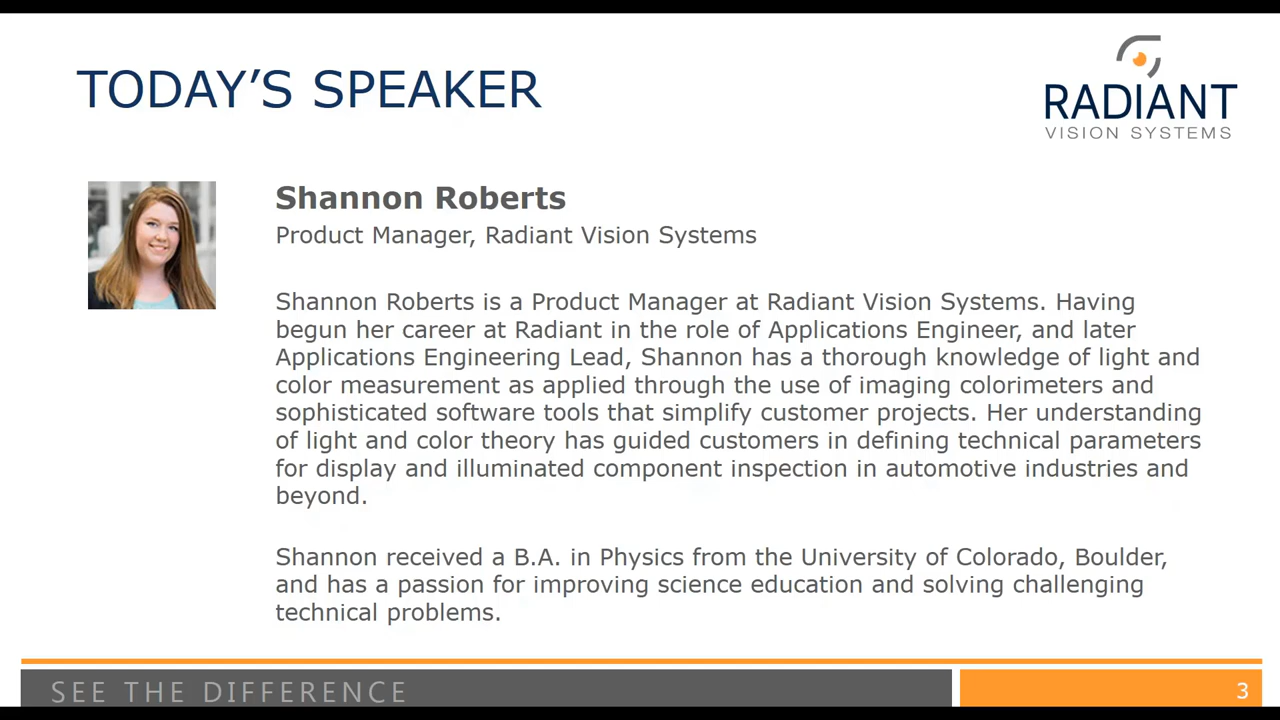 TODAY'S SPEAKER
RADIANT
VISION SYSTEMS
Shannon Roberts
Product Manager, Radiant Vision Systems
Shannon Roberts is a Product Manager at Radiant Vision Systems. Having
begun her career at Radiant in the role of Applications Engineer, and later
Applications Engineering Lead, Shannon has a thorough knowledge of light and
color measurement as applied through the use of imaging colorimeters and
sophisticated software tools that simplify customer projects. Her understanding
of light and color theory has guided customers in defining technical parameters
for display and illuminated component inspection in automotive industries and
beyond.
Shannon received a B.A. in Physics from the University of Colorado, Boulder,
and has a passion for improving science education and solving challenging
technical problems.
SEE THE DIFFERENCE
3